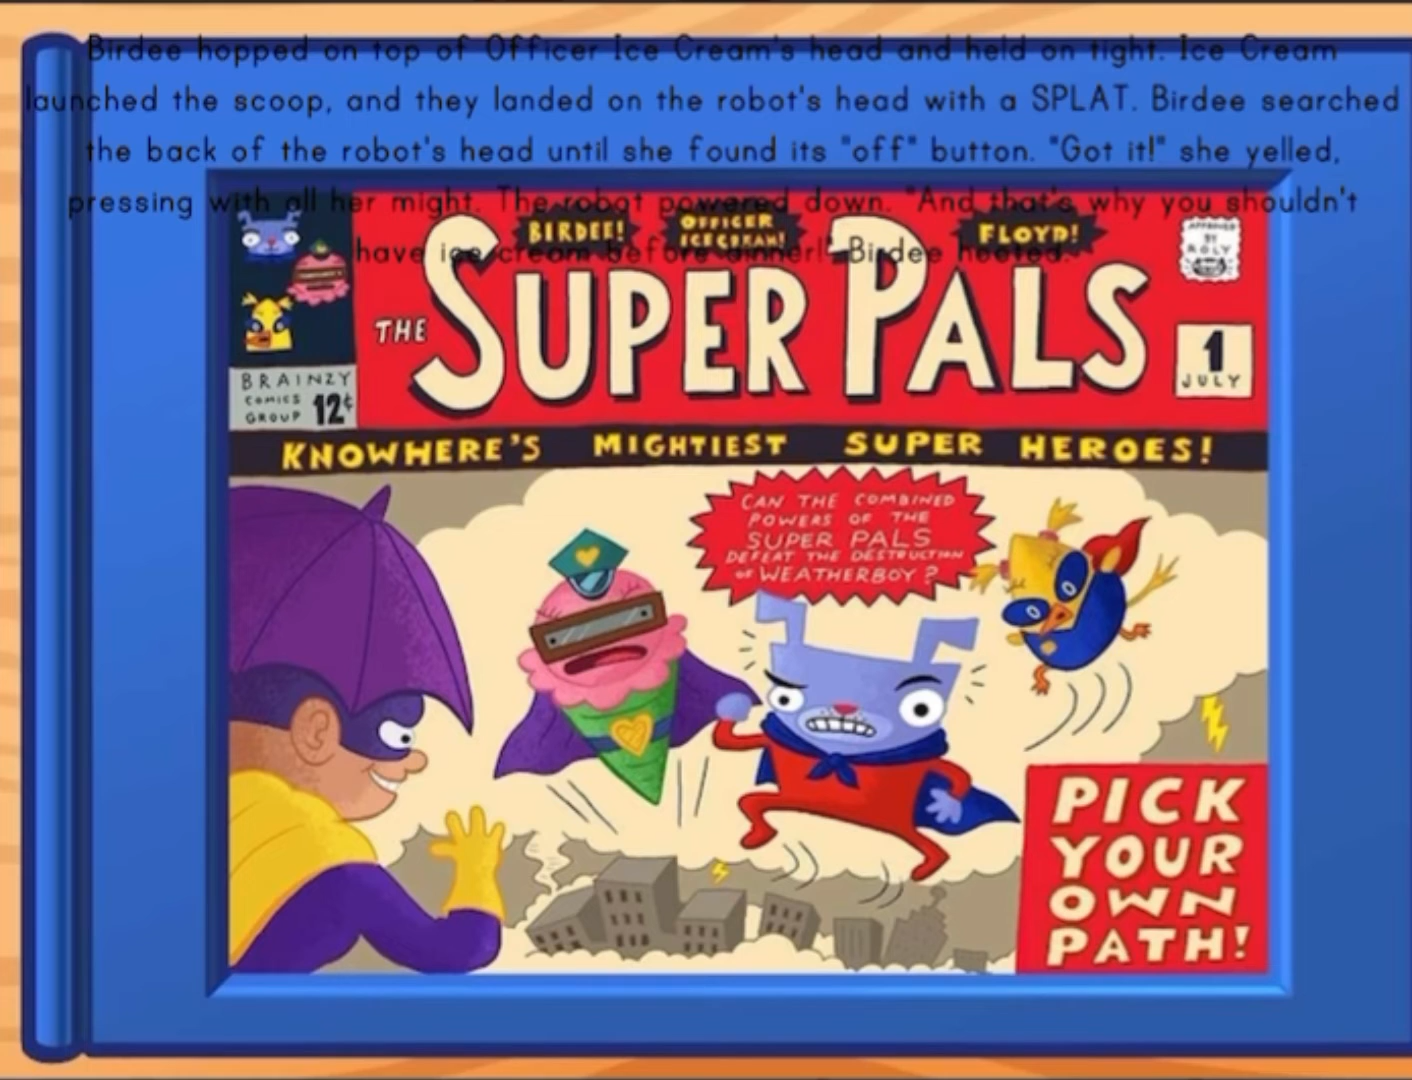 Birdee hopped on top of Officer Ice Cream's head and held on tight. Ice Cream
launched the scoop, and they landed on the robot's head with a SPLAT. Birdee searched
the back of the robot's head until she found its "off" button. "Got it!" she yelled,
pressing with all her might. The robot powered down. "And that's why you shouldn't
have ice cream before dinner!" Birdee hooted.
BIRDEE!
OFFICER
ICE CREAM!
FLOYD!
APPROVED
BY
ROLY
THE SUPER PALS
1
JULY
BRAINZY
COMICS
GROUP
12¢
KNOWHERE'S MIGHTIEST SUPER HEROES!
CAN THE COMBINED
POWERS OF THE
SUPER PALS
DEFEAT THE DESTRUCTION
OF WEATHERBOY?
PICK
YOUR
OWN
PATH!